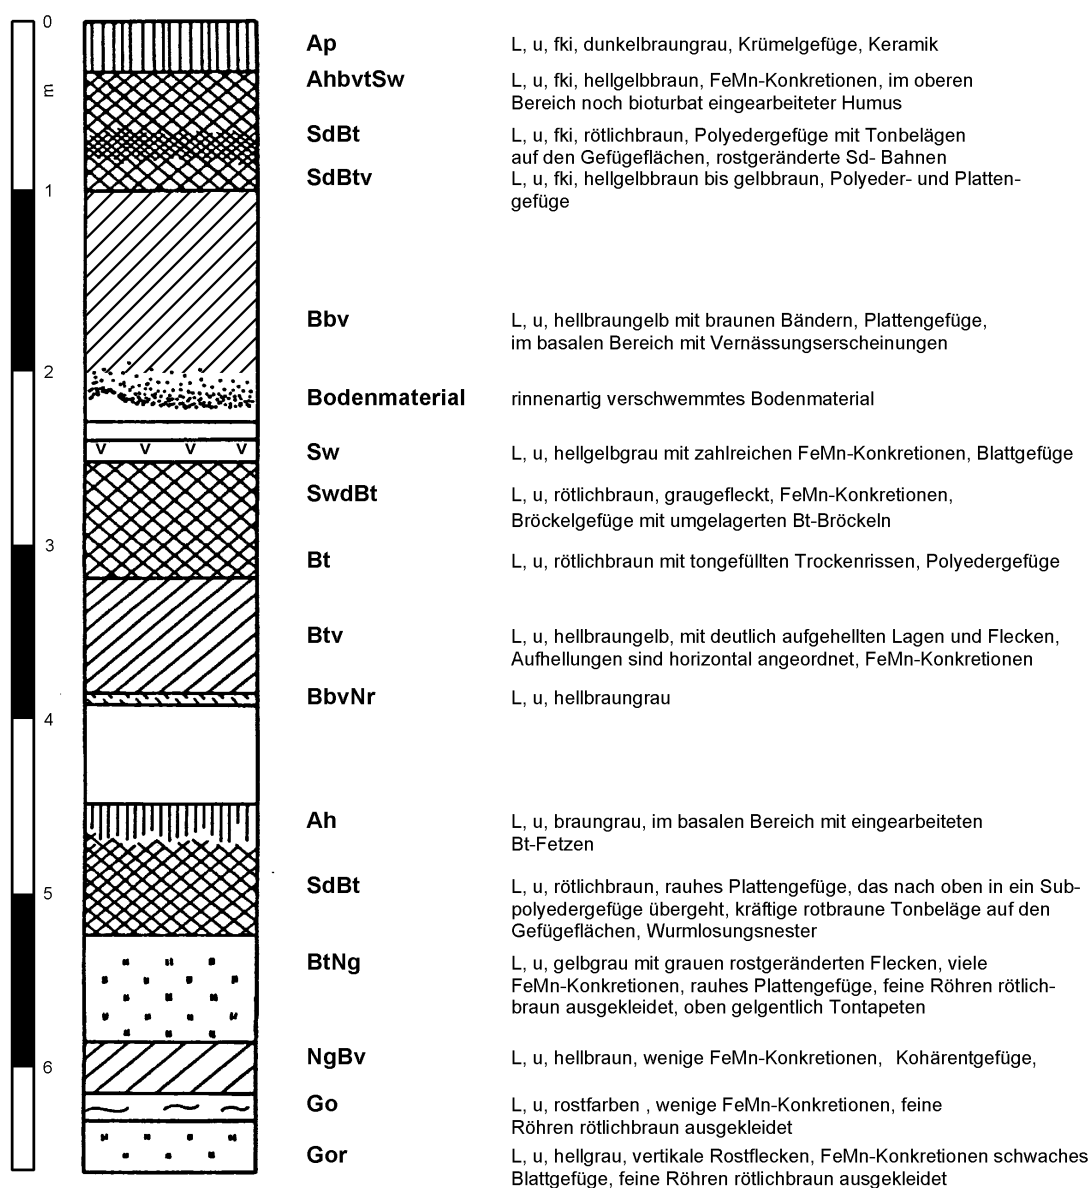 0
m
1
2
3
4
5
6
Ap L, u, fki, dunkelbraungrau, Krümelgefüge, Keramik
AhbvtSw L, u, fki, hellgelbbraun, FeMn-Konkretionen, im oberen
Bereich noch bioturbat eingearbeiteter Humus
SdBt L, u, fki, rötlichbraun, Polyedergefüge mit Tonbelägen
auf den Gefügeflächen, rostgeränderte Sd- Bahnen
SdBtv L, u, fki, hellgelbbraun bis gelbbraun, Polyeder- und Platten-
gefüge
Bbv L, u, hellbraungelb mit braunen Bändern, Plattengefüge,
im basalen Bereich mit Vernässungserscheinungen
Bodenmaterial rinnenartig verschwemmtes Bodenmaterial
Sw L, u, hellgelbgrau mit zahlreichen FeMn-Konkretionen, Blattgefüge
SwdBt L, u, rötlichbraun, graugefleckt, FeMn-Konkretionen,
Bröckelgefüge mit umgelagerten Bt-Bröckeln
Bt L, u, rötlichbraun mit tongefüllten Trockenrissen, Polyedergefüge
Btv L, u, hellbraungelb, mit deutlich aufgehellten Lagen und Flecken,
Aufhellungen sind horizontal angeordnet, FeMn-Konkretionen
BbvNr L, u, hellbraungrau
Ah L, u, braungrau, im basalen Bereich mit eingearbeiteten
Bt-Fetzen
SdBt L, u, rötlichbraun, rauhes Plattengefüge, das nach oben in ein Sub-
polyedergefüge übergeht, kräftige rotbraune Tonbeläge auf den
Gefügeflächen, Wurmlosungsnester
BtNg L, u, gelbgrau mit grauen rostgeränderten Flecken, viele
FeMn-Konkretionen, rauhes Plattengefüge, feine Röhren rötlich-
braun ausgekleidet, oben gelgentlich Tontapeten
NgBv L, u, hellbraun, wenige FeMn-Konkretionen, Kohärentgefüge,
Go L, u, rostfarben , wenige FeMn-Konkretionen, feine
Röhren rötlichbraun ausgekleidet
Gor L, u, hellgrau, vertikale Rostflecken, FeMn-Konkretionen schwaches
Blattgefüge, feine Röhren rötlichbraun ausgekleidet